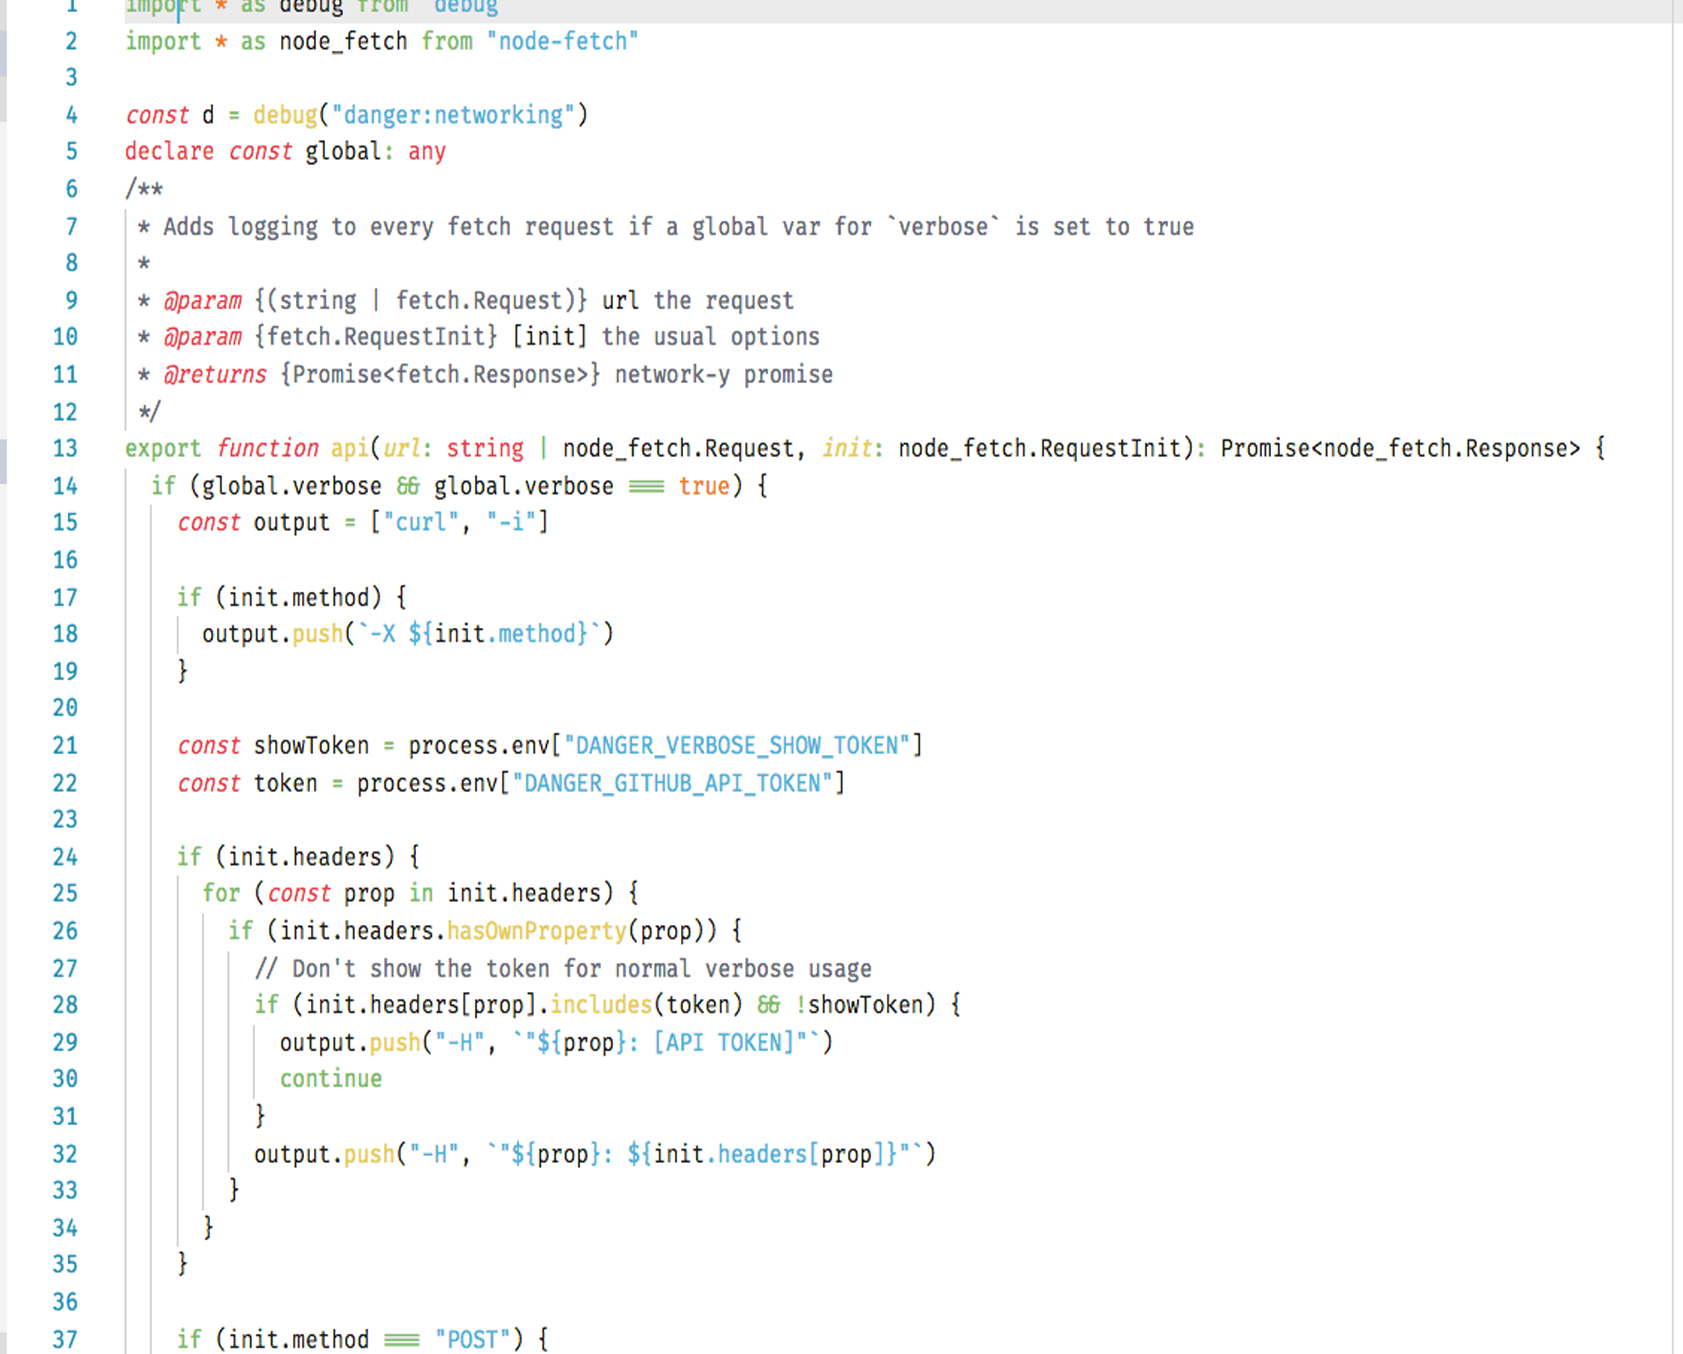 1 import * as debug from "debug"
2 import * as node_fetch from "node-fetch"
3
4 const d = debug("danger:networking")
5 declare const global: any
6 /**
7 * Adds logging to every fetch request if a global var for `verbose` is set to true
8 *
9 * @param {(string | fetch.Request)} url the request
10 * @param {fetch.RequestInit} [init] the usual options
11 * @returns {Promise<fetch.Response>} network-y promise
12 */
13 export function api(url: string | node_fetch.Request, init: node_fetch.RequestInit): Promise<node_fetch.Response> {
14 if (global.verbose && global.verbose === true) {
15 const output = ["curl", "-i"]
16
17 if (init.method) {
18 output.push(`-X ${init.method}`)
19 }
20
21 const showToken = process.env["DANGER_VERBOSE_SHOW_TOKEN"]
22 const token = process.env["DANGER_GITHUB_API_TOKEN"]
23
24 if (init.headers) {
25 for (const prop in init.headers) {
26 if (init.headers.hasOwnProperty(prop)) {
27 // Don't show the token for normal verbose usage
28 if (init.headers[prop].includes(token) && !showToken) {
29 output.push("-H", `"${prop}: [API TOKEN]"`)
30 continue
31 }
32 output.push("-H", `"${prop}: ${init.headers[prop]}"`)
33 }
34 }
35 }
36
37 if (init.method === "POST") {